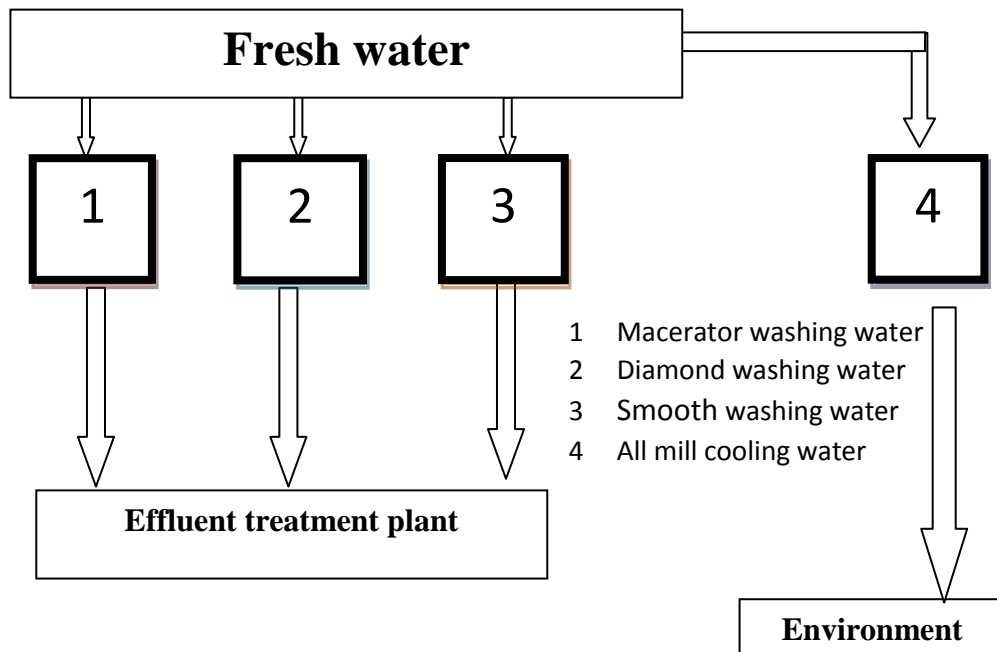 Fresh water
1
2
3
4
1 Macerator washing water
2 Diamond washing water
3 Smooth washing water
4 All mill cooling water
Effluent treatment plant
Environment